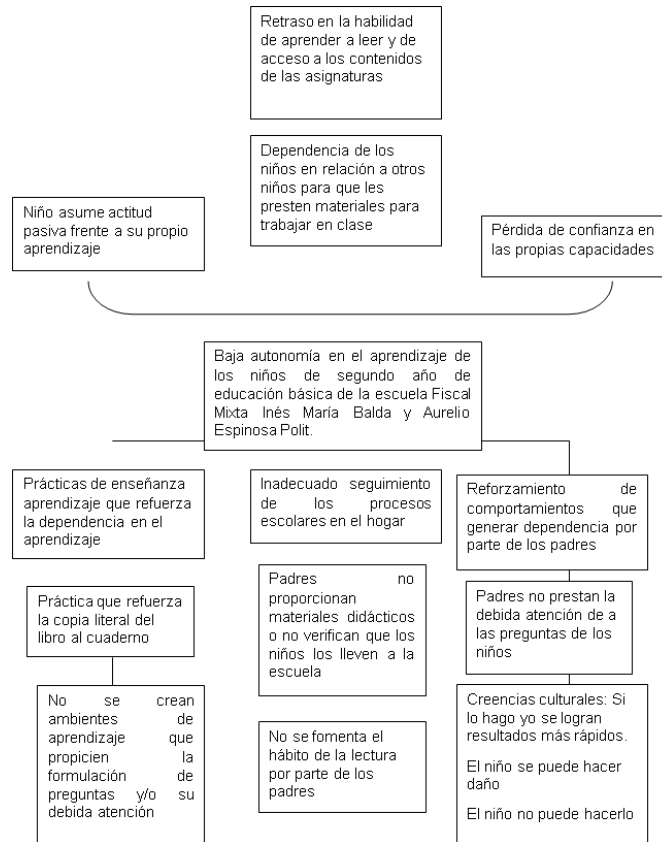 Retraso en la habilidad
de aprender a leer y de
acceso a los contenidos
de las asignaturas
Dependencia de los
niños en relación a otros
niños para que les
presten materiales para
trabajar en clase
Niño asume actitud
pasiva frente a su propio
aprendizaje
Pérdida de confianza en
las propias capacidades
Baja autonomía en el aprendizaje de
los niños de segundo año de
educación básica de la escuela Fiscal
Mixta Inés María Balda y Aurelio
Espinosa Polit.
Prácticas de enseñanza
aprendizaje que refuerza
la dependencia en el
aprendizaje
Inadecuado seguimiento
de los procesos
escolares en el hogar
Reforzamiento de
comportamientos que
generar dependencia por
parte de los padres
Práctica que refuerza
la copia literal del
libro al cuaderno
Padres no
proporcionan
materiales didácticos
o no verifican que los
niños los lleven a la
escuela
Padres no prestan la
debida atención de a
las preguntas de los
niños
No se crean
ambientes de
aprendizaje que
propicien la
formulación de
preguntas y/o su
debida atención
No se fomenta el
hábito de la lectura
por parte de los
padres
Creencias culturales: Si
lo hago yo se logran
resultados más rápidos.
El niño se puede hacer
daño
El niño no puede hacerlo